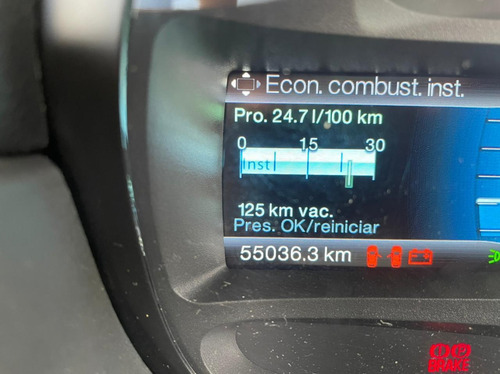 Econ. combust. inst.
Pro. 24.7 l/100 km
0 15 30
Inst
125 km vac.
Pres. OK/reiniciar
55036.3 km
BRAKE